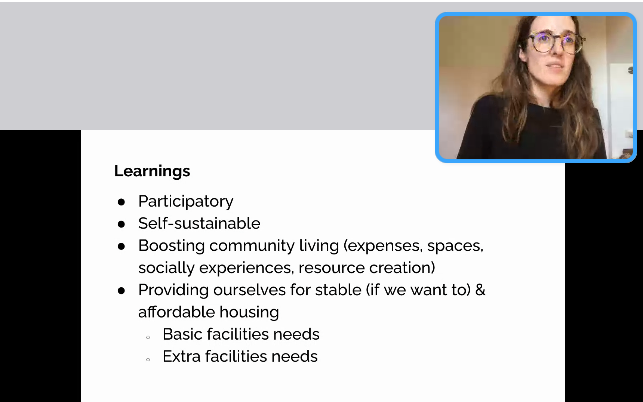 Learnings
● Participatory
● Self-sustainable
● Boosting community living (expenses, spaces,
socially experiences, resource creation)
● Providing ourselves for stable (if we want to) &
affordable housing
○ Basic facilities needs
○ Extra facilities needs